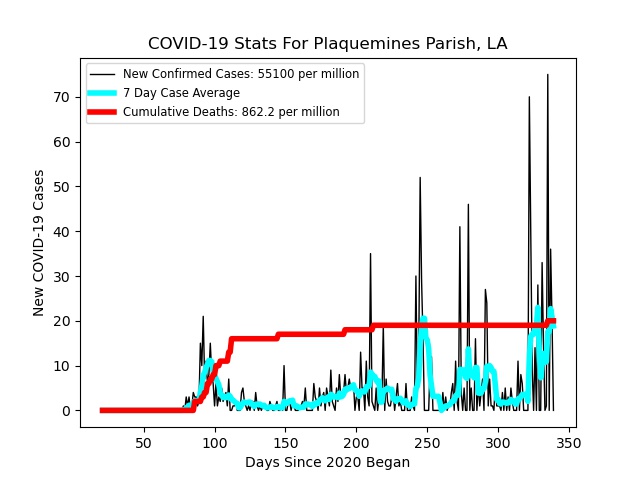 COVID-19 Stats For Plaquemines Parish, LA
New Confirmed Cases: 55100 per million
7 Day Case Average
Cumulative Deaths: 862.2 per million
New COVID-19 Cases
70
60
50
40
30
20
10
0
50 100 150 200 250 300 350
Days Since 2020 Began